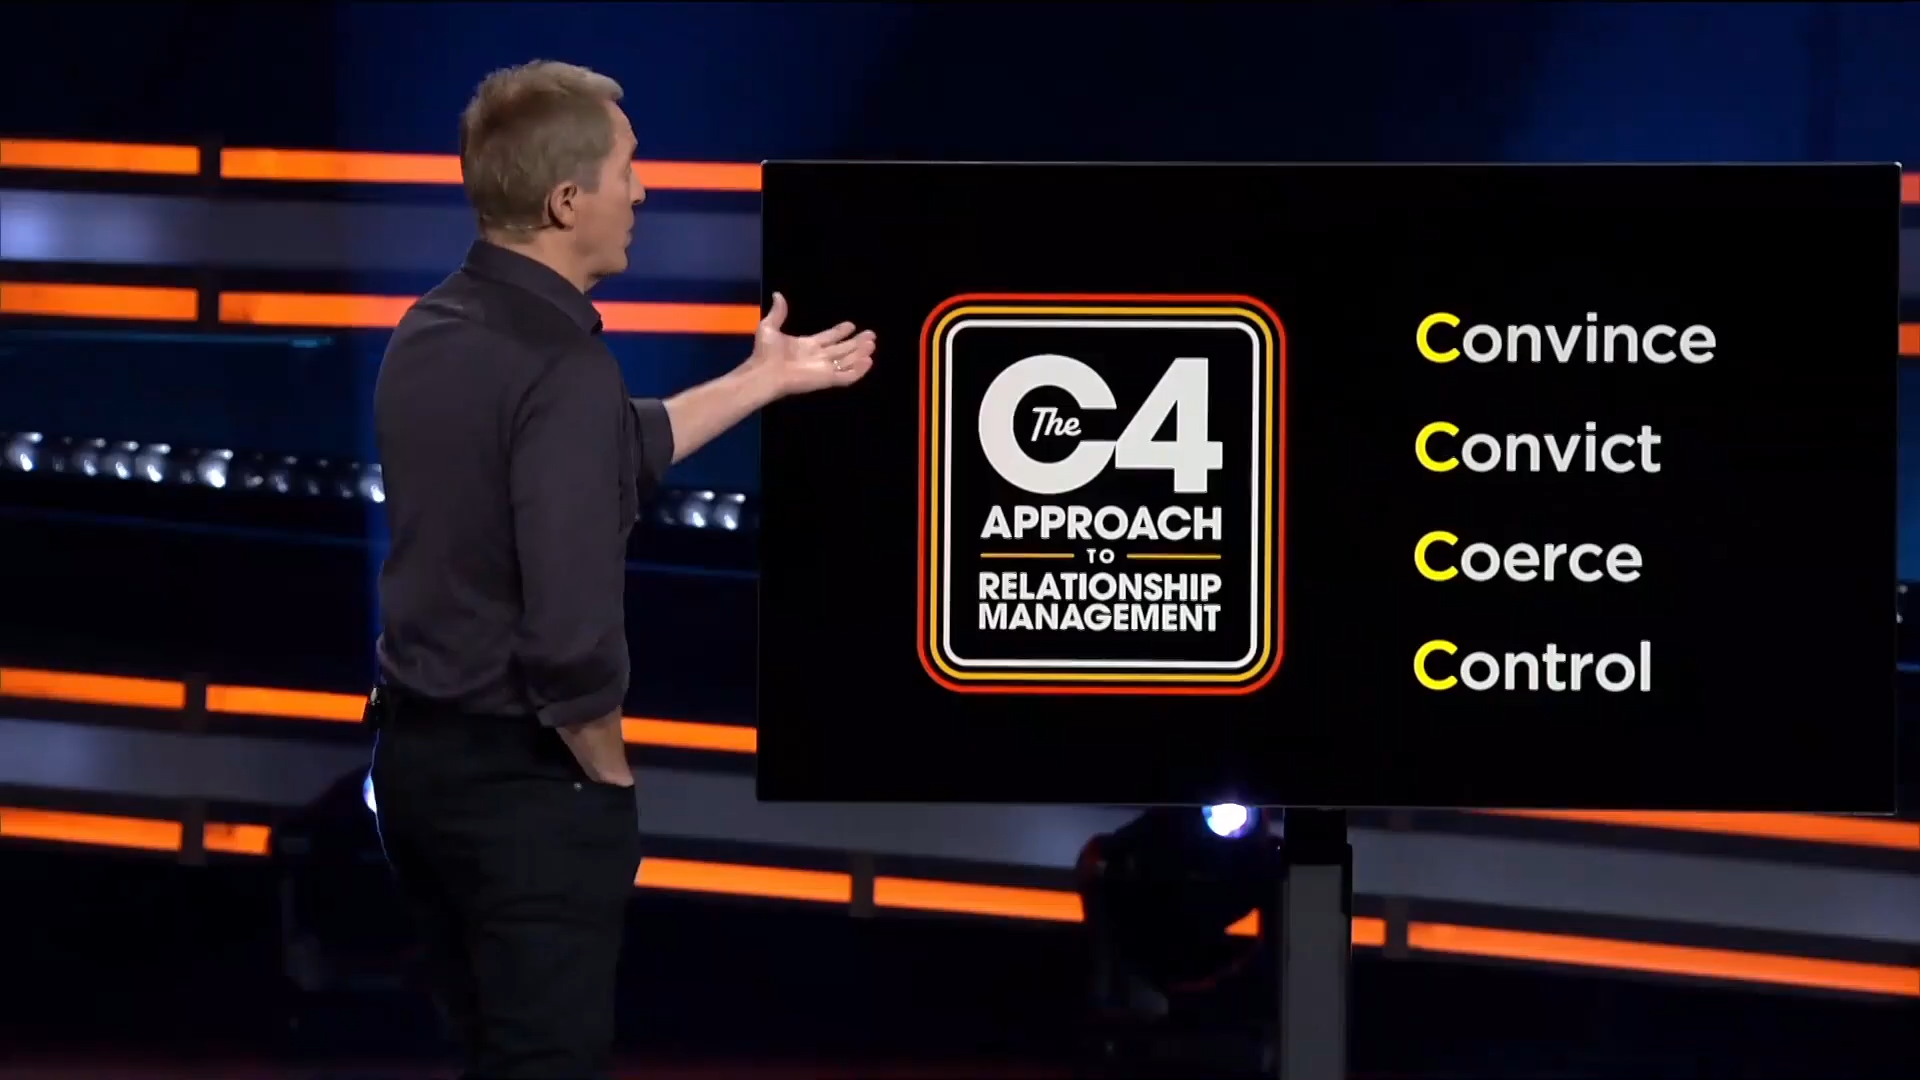 The
C4
APPROACH
TO
RELATIONSHIP
MANAGEMENT
Convince
Convict
Coerce
Control